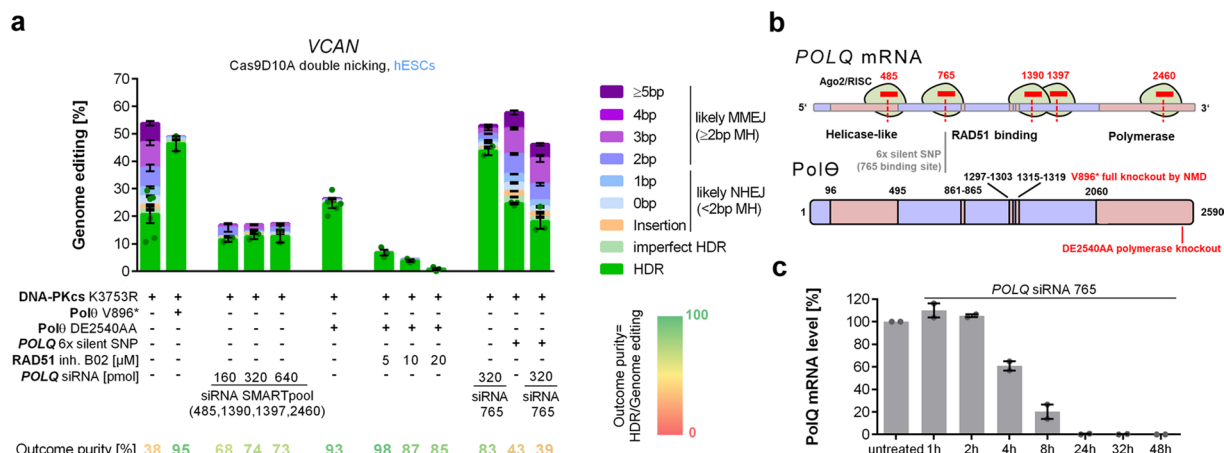 a
VCAN
Cas9D10A double nicking, hESCs
Genome editing [%]
70
60
50
40
30
20
10
0
≥5bp
4bp
3bp
2bp
1bp
0bp
Insertion
imperfect HDR
HDR
likely MMEJ
(≥2bp MH)
likely NHEJ
(<2bp MH)
DNA-PKcs K3753R + + + + + + + + + + + +
Polθ V896* - + - - - - - - - - - -
Polθ DE2540AA - - - - - + + + + - - -
POLQ 6x silent SNP - - - - - - - - - - + +
RAD51 inh. B02 [µM] - - - - - - 5 10 20 - - -
POLQ siRNA [pmol] - - 160 320 640 - - - - 320 - 320
siRNA SMARTpool
(485,1390,1397,2460)
siRNA
765
siRNA
765
Outcome purity [%] 38 95 68 74 73 93 98 87 85 83 43 39
Outcome purity=
HDR/Genome editing
100
0
b
POLQ mRNA
Ago2/RISC
485
765
1390
1397
2460
5'
3'
Helicase-like
RAD51 binding
Polymerase
6x silent SNP
(765 binding site)
PolΘ
1297-1303
1315-1319
V896* full knockout by NMD
96
495
861-865
2060
1
2590
DE2540AA polymerase knockout
c
POLQ siRNA 765
PolQ mRNA level [%]
120
100
80
60
40
20
0
untreated 1h 2h 4h 8h 24h 32h 48h